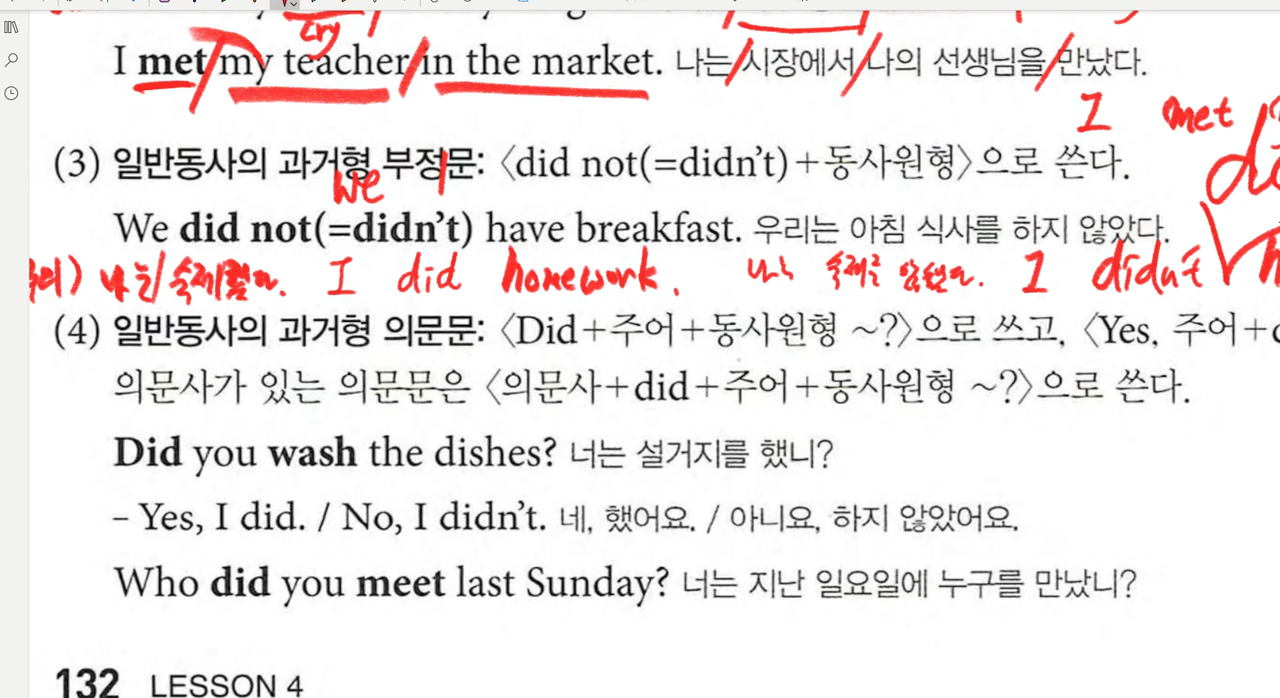 cry
I met my teacher in the market. 나는 시장에서 나의 선생님을 만났다.
I met
(3) 일반동사의 과거형 부정문: 〈did not(=didn't)+동사원형〉으로 쓴다.
we
We did not(=didn't) have breakfast. 우리는 아침 식사를 하지 않았다.
나는 숙제를 했다. I did homework. 나는 숙제를 안했다. I didn't
(4) 일반동사의 과거형 의문문: 〈Did+주어+동사원형 ~?〉으로 쓰고, 〈Yes, 주어+
의문사가 있는 의문문은 〈의문사+did+주어+동사원형 ~?〉으로 쓴다.
Did you wash the dishes? 너는 설거지를 했니?
– Yes, I did. / No, I didn't. 네, 했어요. / 아니요, 하지 않았어요.
Who did you meet last Sunday? 너는 지난 일요일에 누구를 만났니?
132 LESSON 4